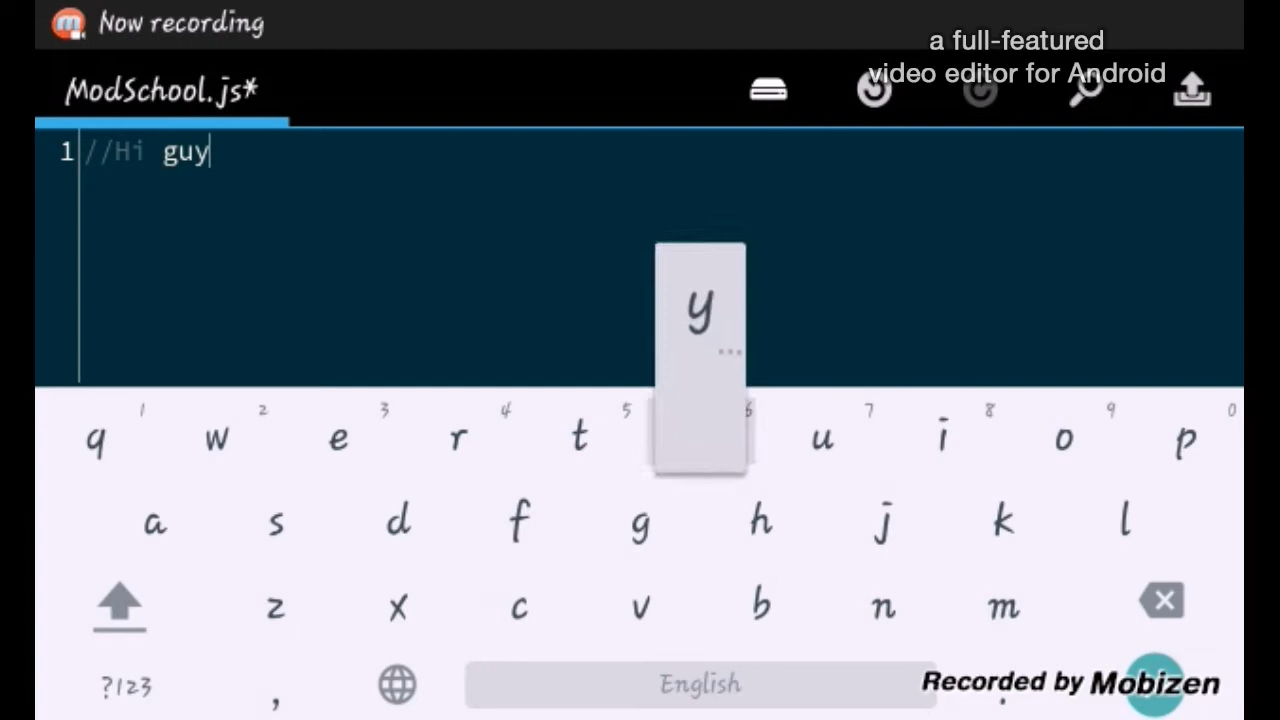 Now recording
a full-featured
video editor for Android
ModSchool.js*
1 //Hi guy
y
...
1 2 3 4 5 6 7 8 9 0
q w e r t u i o p
a s d f g h j k l
z x c v b n m
?123 , English .
Recorded by Mobizen